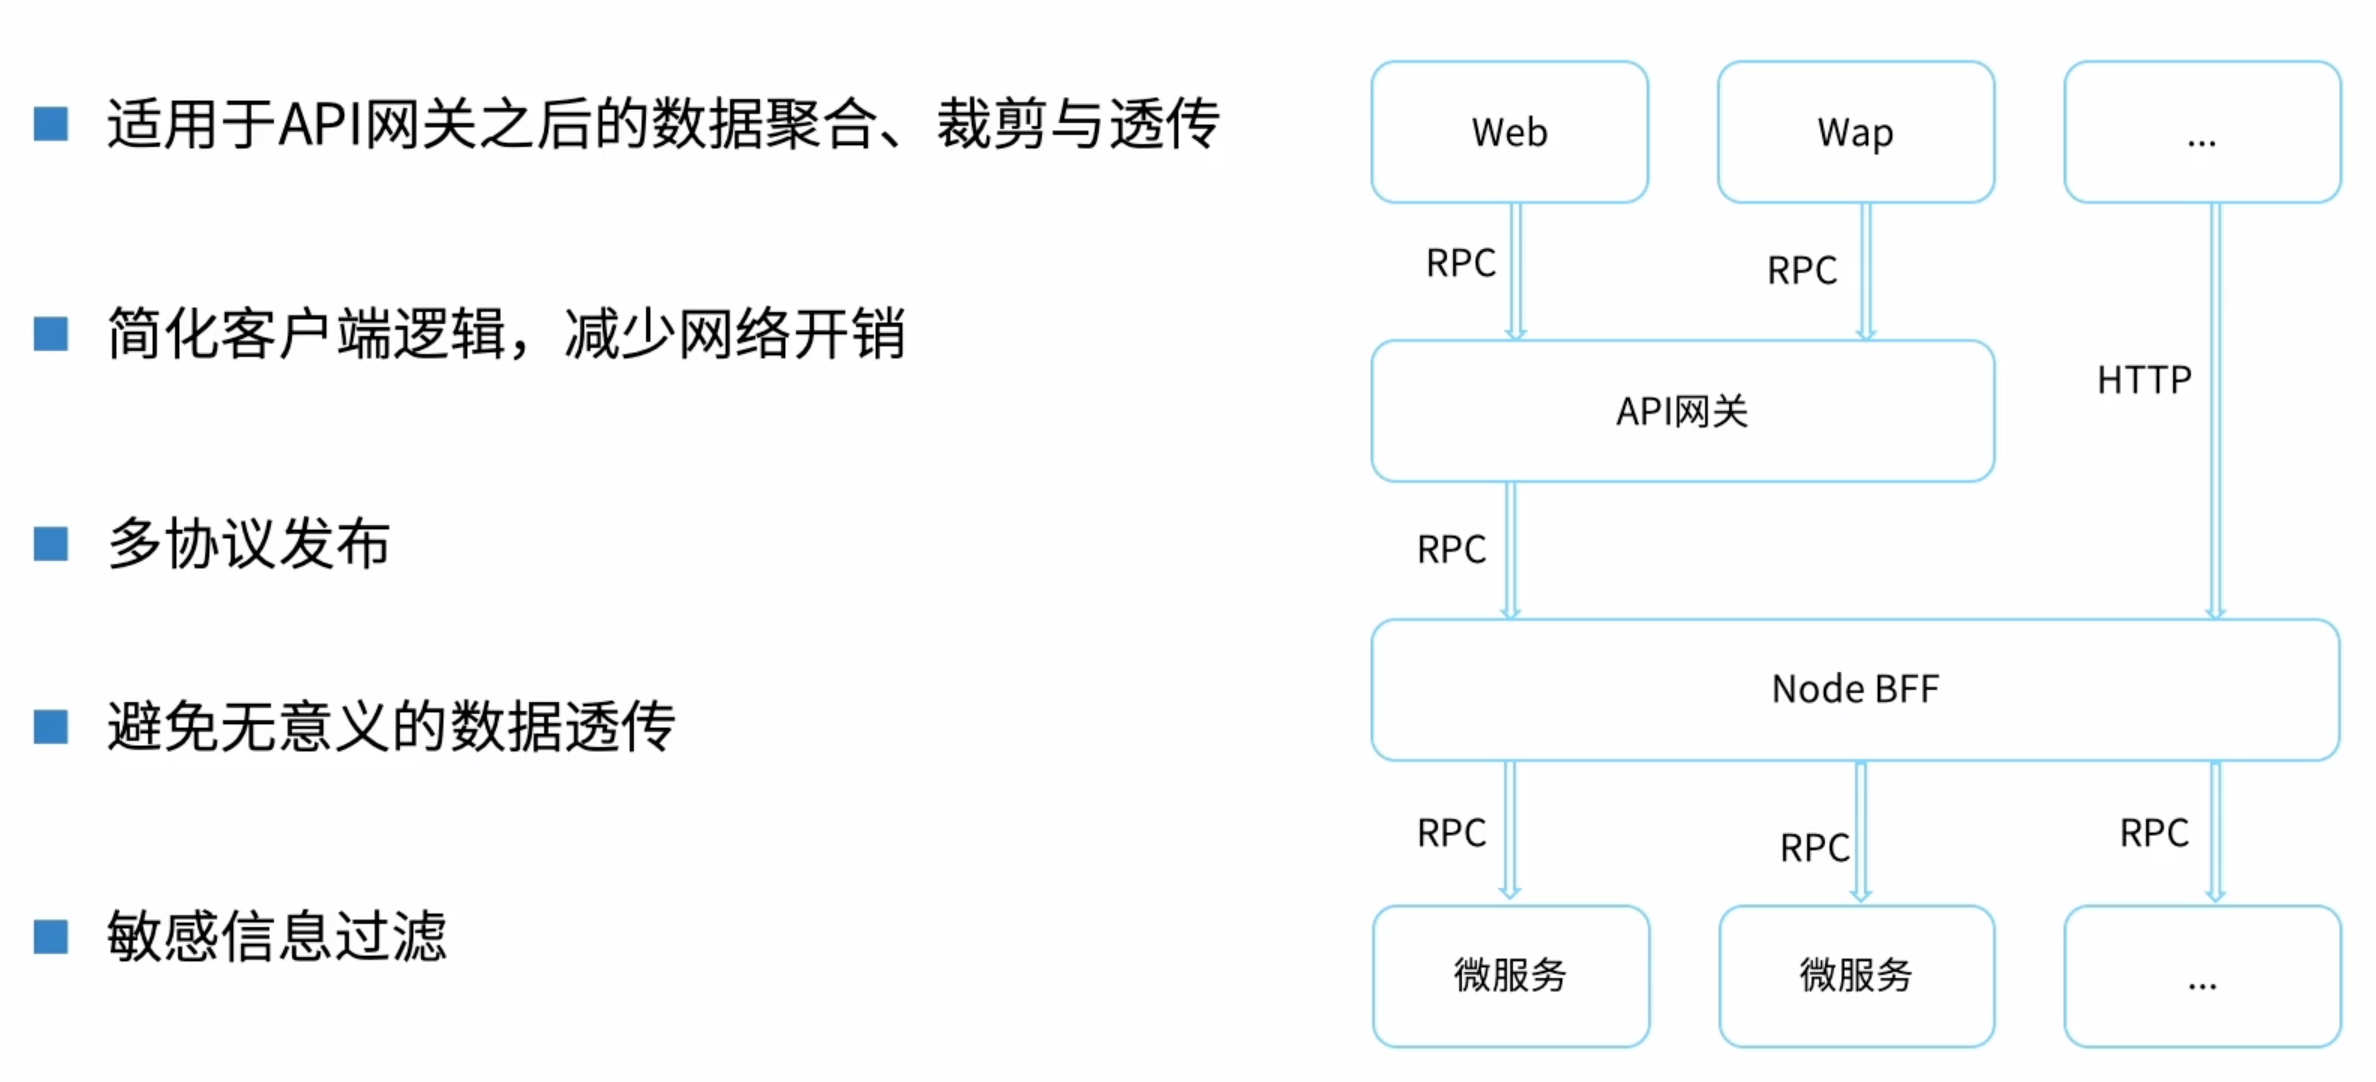 适用于API网关之后的数据聚合、裁剪与透传
简化客户端逻辑，减少网络开销
多协议发布
避免无意义的数据透传
敏感信息过滤
Web
Wap
...
RPC
RPC
HTTP
API网关
RPC
Node BFF
RPC
RPC
RPC
微服务
微服务
...